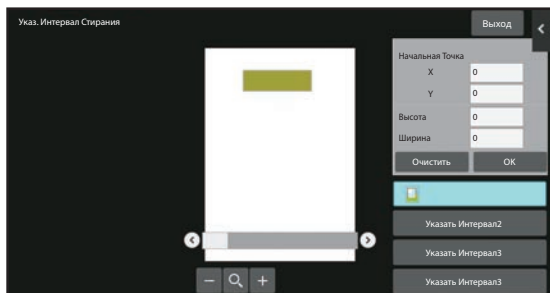 Указ. Интервал Стирания
Выход
Начальная Точка
X 0
Y 0
Высота 0
Ширина 0
Очистить OK
Указать Интервал2
Указать Интервал3
Указать Интервал3